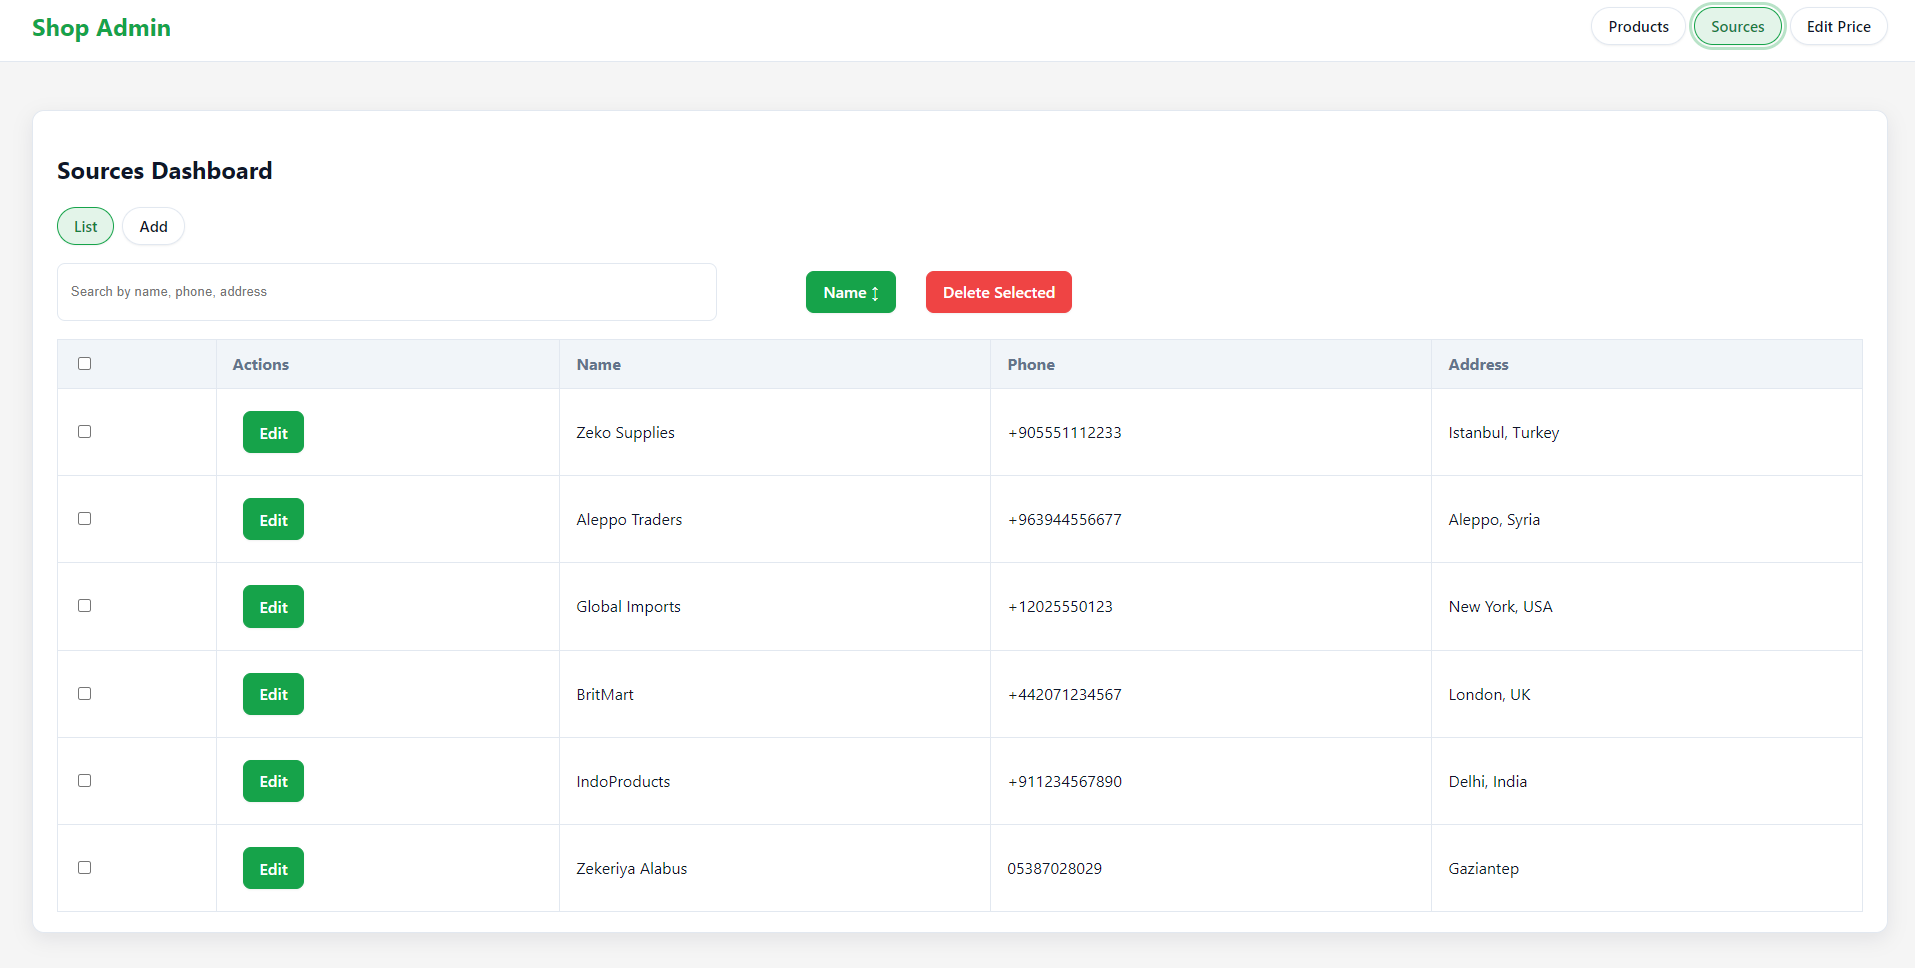 Shop Admin
Products Sources Edit Price
Sources Dashboard
List Add
Search by name, phone, address
Name ↕ Delete Selected
Actions Name Phone Address
Edit Zeko Supplies +905551112233 Istanbul, Turkey
Edit Aleppo Traders +963944556677 Aleppo, Syria
Edit Global Imports +12025550123 New York, USA
Edit BritMart +442071234567 London, UK
Edit IndoProducts +911234567890 Delhi, India
Edit Zekeriya Alabus 05387028029 Gaziantep